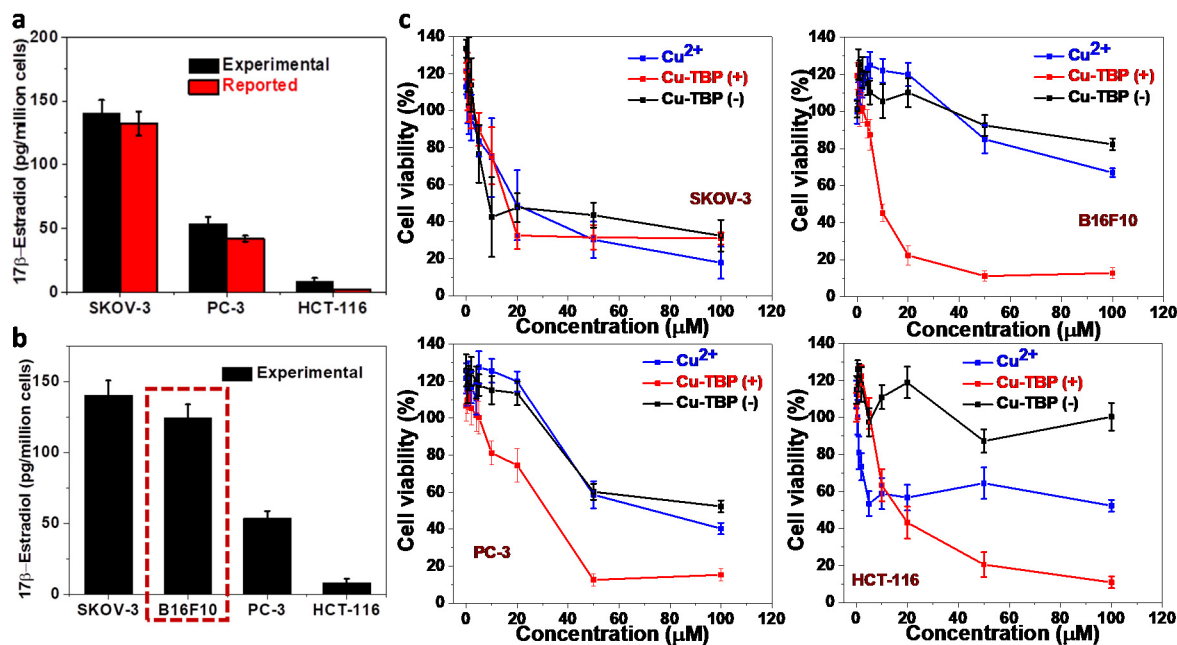 a
17β–Estradiol (pg/million cells)
200
150
100
50
0
Experimental
Reported
SKOV-3 PC-3 HCT-116
b
17β–Estradiol (pg/million cells)
150
100
50
0
Experimental
SKOV-3 B16F10 PC-3 HCT-116
c
Cell viability (%)
140
120
100
80
60
40
20
0
Cu2+
Cu-TBP (+)
Cu-TBP (-)
SKOV-3
0 20 40 60 80 100 120
Concentration (μM)
Cell viability (%)
140
120
100
80
60
40
20
0
Cu2+
Cu-TBP (+)
Cu-TBP (-)
B16F10
0 20 40 60 80 100 120
Concentration (μM)
Cell viability (%)
140
120
100
80
60
40
20
0
Cu2+
Cu-TBP (+)
Cu-TBP (-)
PC-3
0 20 40 60 80 100 120
Concentration (μM)
Cell viability (%)
140
120
100
80
60
40
20
0
Cu2+
Cu-TBP (+)
Cu-TBP (-)
HCT-116
0 20 40 60 80 100 120
Concentration (μM)